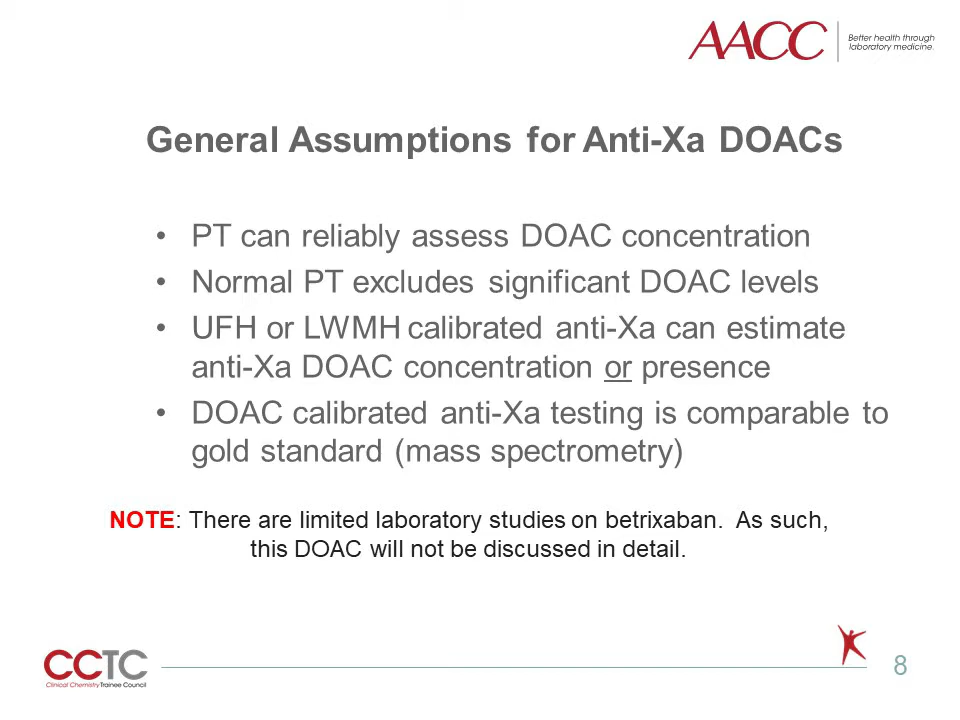 AACC
Better health through
laboratory medicine.
General Assumptions for Anti-Xa DOACs
• PT can reliably assess DOAC concentration
• Normal PT excludes significant DOAC levels
• UFH or LWMH calibrated anti-Xa can estimate
anti-Xa DOAC concentration or presence
• DOAC calibrated anti-Xa testing is comparable to
gold standard (mass spectrometry)
NOTE: There are limited laboratory studies on betrixaban. As such,
this DOAC will not be discussed in detail.
CCTC
Clinical Chemistry Trainee Council
8